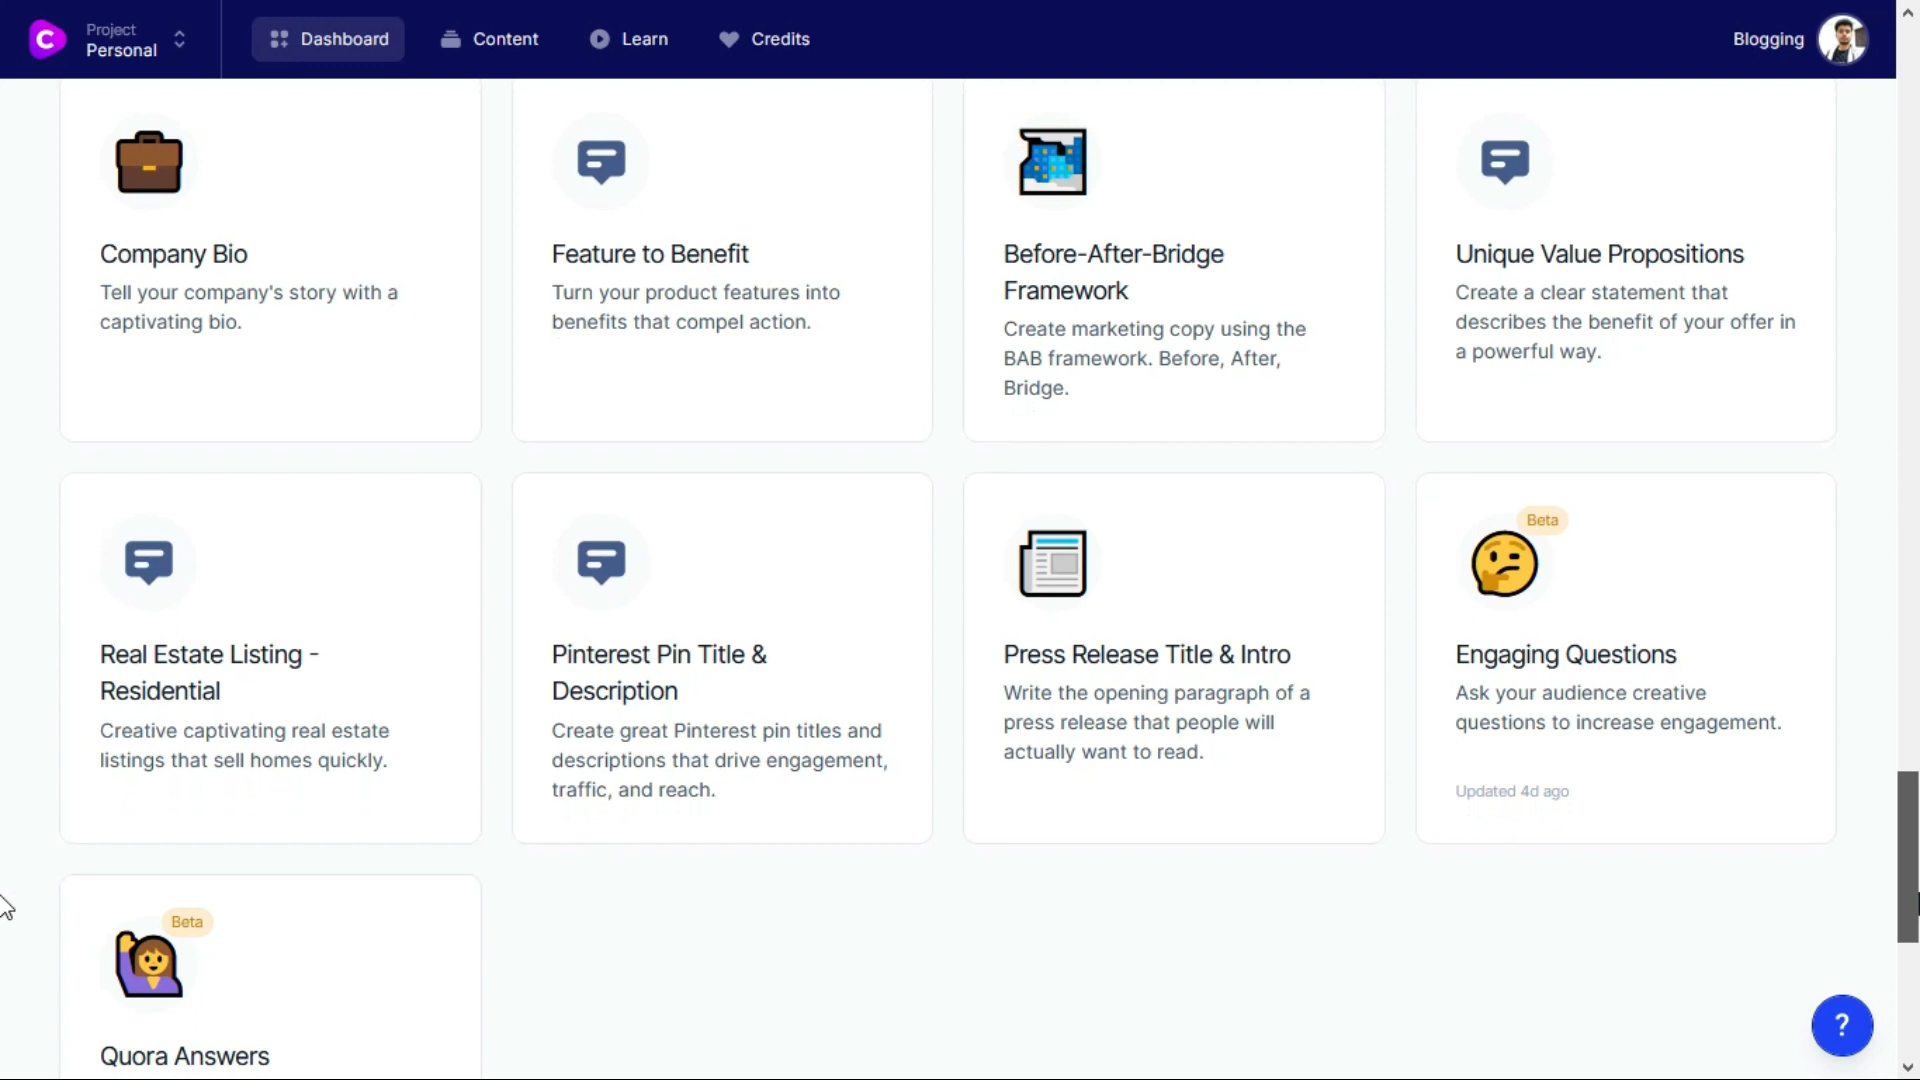 Project
Personal
Dashboard
Content
Learn
Credits
Blogging
Company Bio
Tell your company's story with a
captivating bio.
Feature to Benefit
Turn your product features into
benefits that compel action.
Before-After-Bridge
Framework
Create marketing copy using the
BAB framework. Before, After,
Bridge.
Unique Value Propositions
Create a clear statement that
describes the benefit of your offer in
a powerful way.
Real Estate Listing -
Residential
Creative captivating real estate
listings that sell homes quickly.
Pinterest Pin Title &
Description
Create great Pinterest pin titles and
descriptions that drive engagement,
traffic, and reach.
Press Release Title & Intro
Write the opening paragraph of a
press release that people will
actually want to read.
Beta
Engaging Questions
Ask your audience creative
questions to increase engagement.
Updated 4d ago
Beta
Quora Answers
?